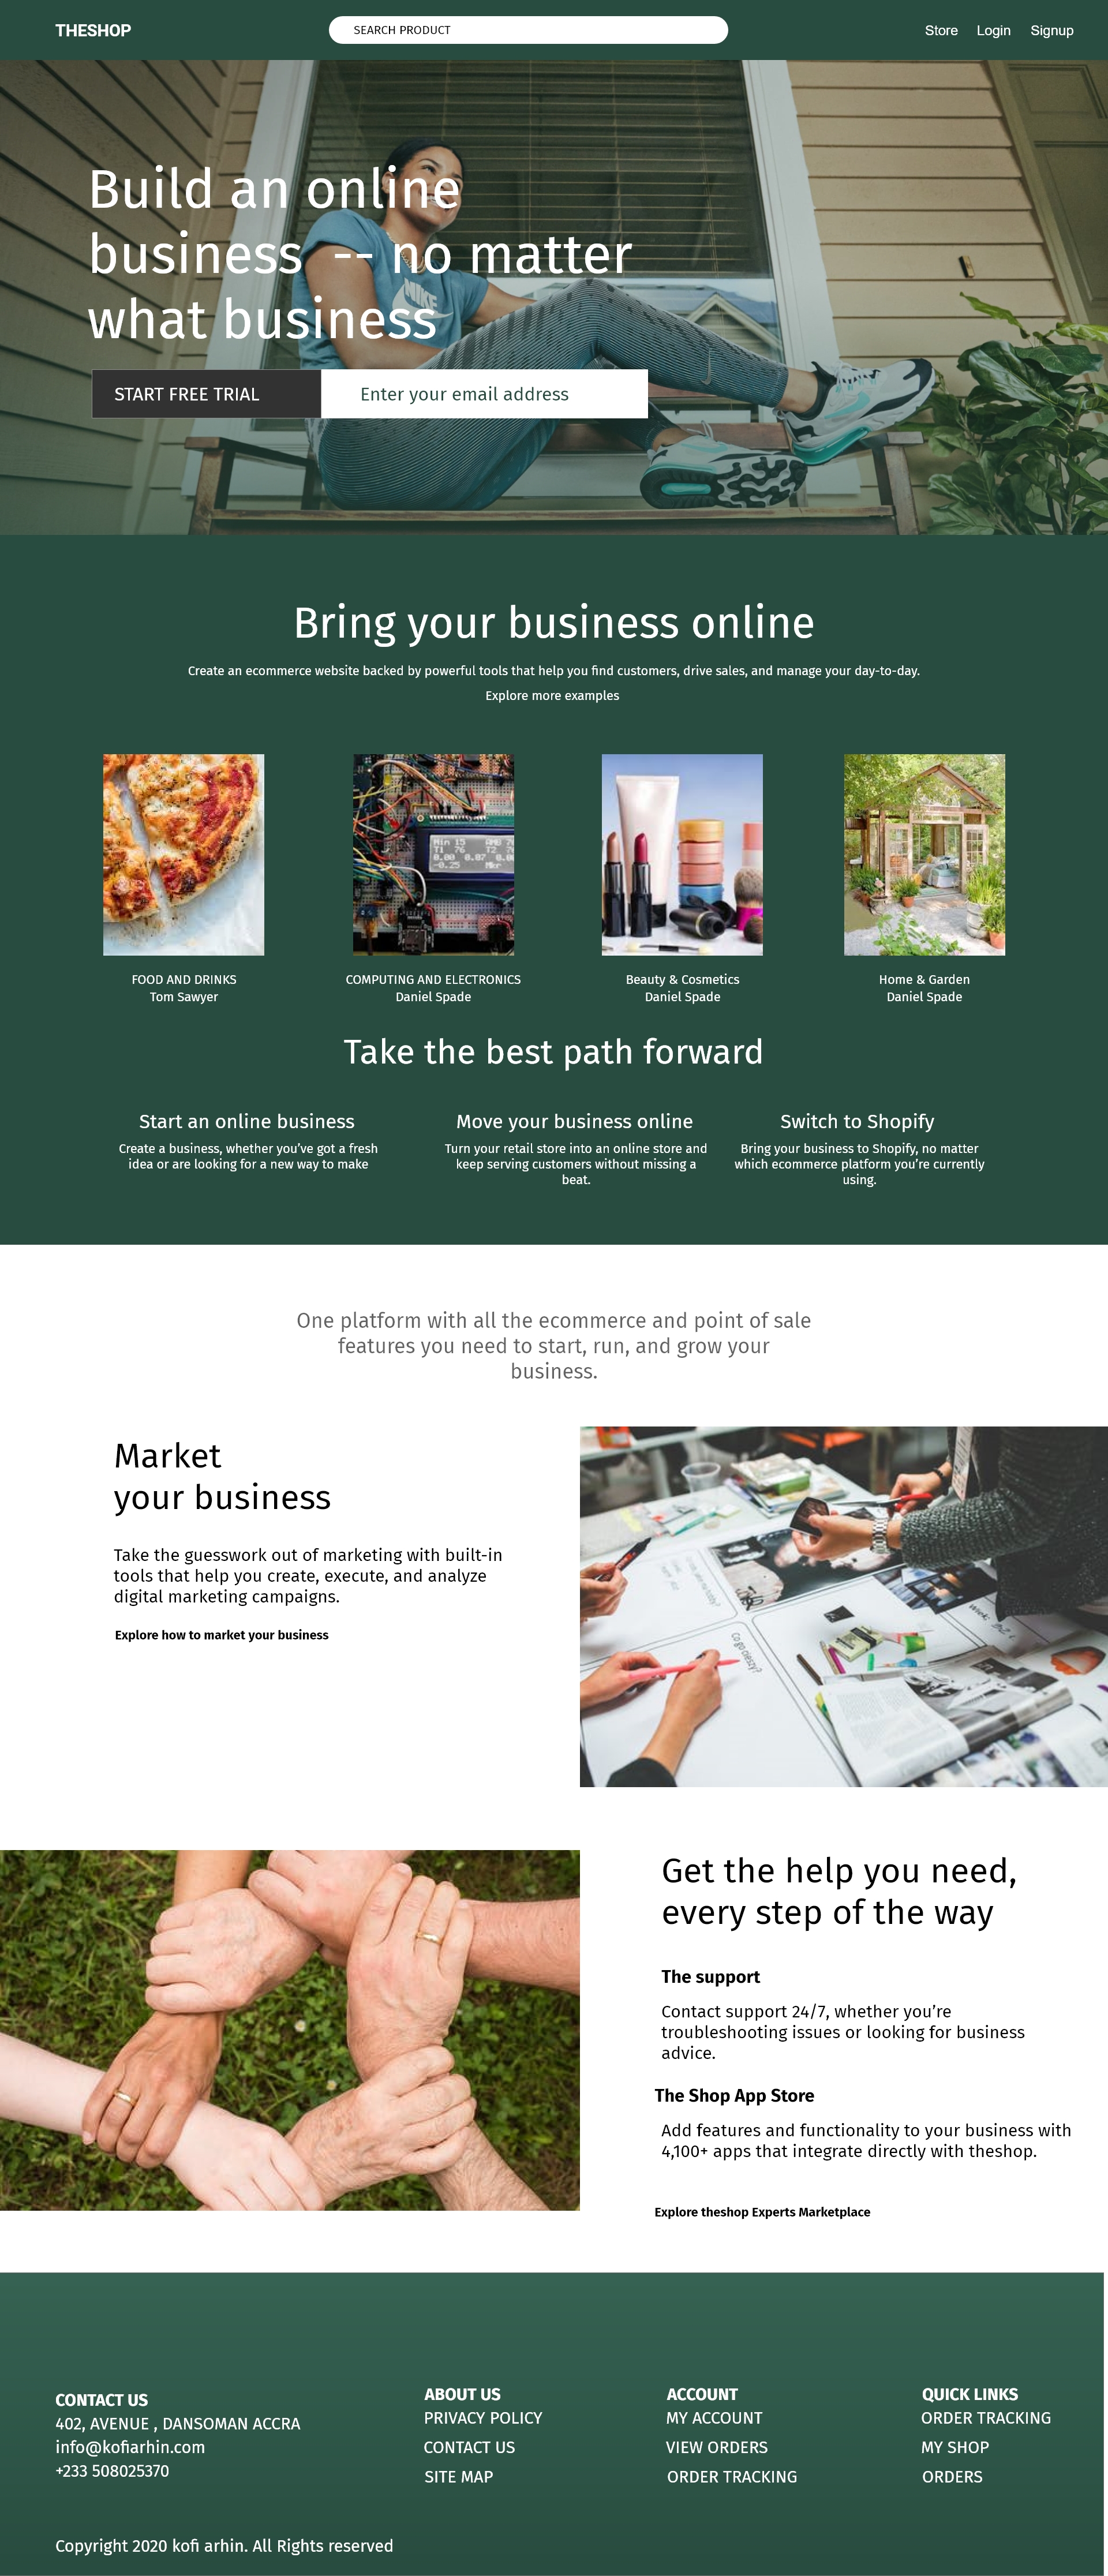 THESHOP
SEARCH PRODUCT
Store Login Signup
Build an online
business -- no matter
what business
NIKE
START FREE TRIAL
Enter your email address
Bring your business online
Create an ecommerce website backed by powerful tools that help you find customers, drive sales, and manage your day-to-day.
Explore more examples
FOOD AND DRINKS
Tom Sawyer
COMPUTING AND ELECTRONICS
Daniel Spade
Beauty & Cosmetics
Daniel Spade
Home & Garden
Daniel Spade
Take the best path forward
Start an online business
Create a business, whether you’ve got a fresh
idea or are looking for a new way to make
Move your business online
Turn your retail store into an online store and
keep serving customers without missing a
beat.
Switch to Shopify
Bring your business to Shopify, no matter
which ecommerce platform you’re currently
using.
One platform with all the ecommerce and point of sale
features you need to start, run, and grow your
business.
Market
your business
Take the guesswork out of marketing with built-in
tools that help you create, execute, and analyze
digital marketing campaigns.
Explore how to market your business
Get the help you need,
every step of the way
The support
Contact support 24/7, whether you’re
troubleshooting issues or looking for business
advice.
The Shop App Store
Add features and functionality to your business with
4,100+ apps that integrate directly with theshop.
Explore theshop Experts Marketplace
CONTACT US
402, AVENUE , DANSOMAN ACCRA
info@kofiarhin.com
+233 508025370
ABOUT US
PRIVACY POLICY
CONTACT US
SITE MAP
ACCOUNT
MY ACCOUNT
VIEW ORDERS
ORDER TRACKING
QUICK LINKS
ORDER TRACKING
MY SHOP
ORDERS
Copyright 2020 kofi arhin. All Rights reserved